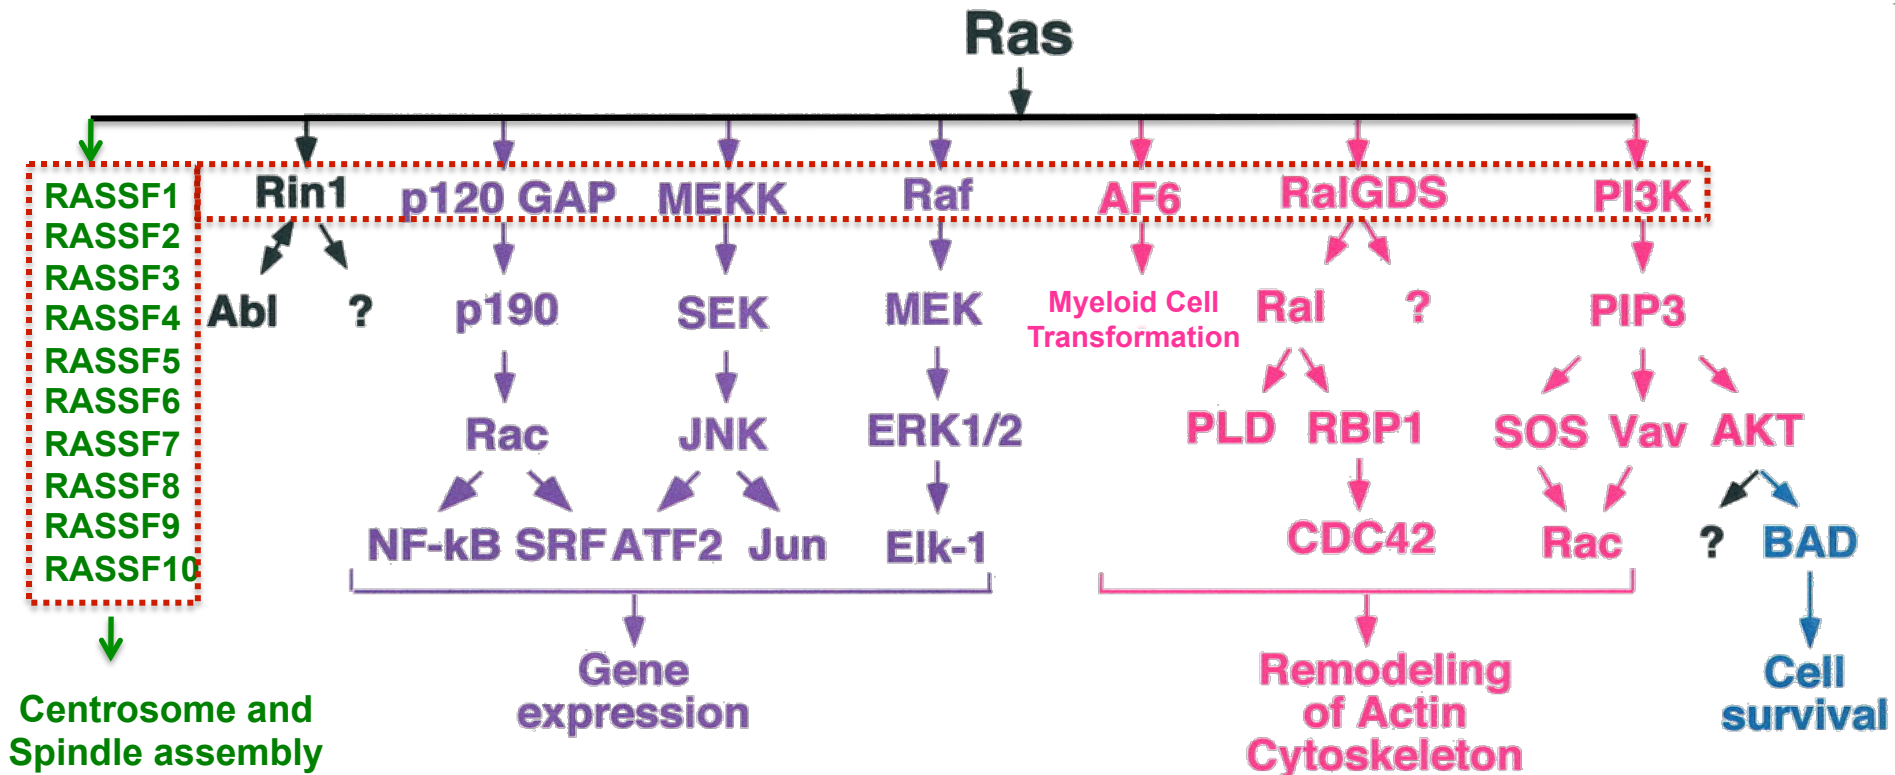 Ras
RASSF1 Rin1 p120 GAP MEKK Raf AF6 RalGDS PI3K
RASSF2
RASSF3
RASSF4 Abl ? p190 SEK MEK Myeloid Cell Ral ? PIP3
Transformation
RASSF5
RASSF6
RASSF7 Rac JNK ERK1/2 PLD RBP1 SOS Vav AKT
RASSF8
RASSF9
RASSF10 NF-kB SRF ATF2 Jun Elk-1 CDC42 Rac ? BAD
Centrosome and
Spindle assembly
Gene
expression
Remodeling
of Actin
Cytoskeleton
Cell
survival